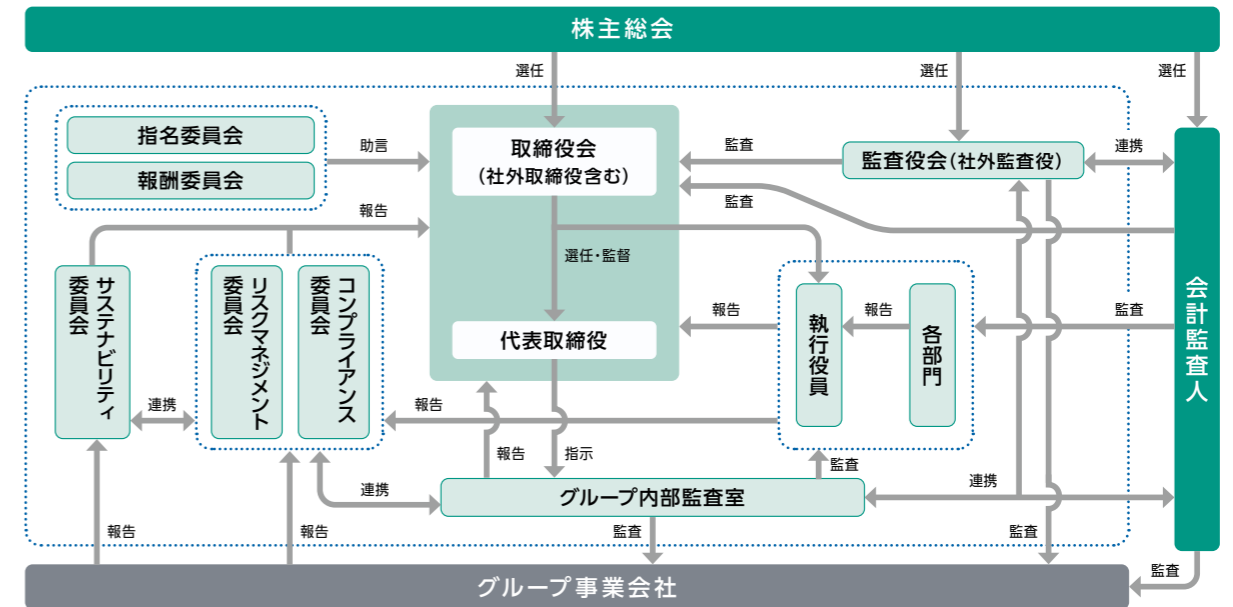 株主総会
選任
選任
選任
指名委員会
報酬委員会
助言
取締役会
(社外取締役含む)
監査
監査役会(社外監査役)
連携
監査
報告
選任・監督
サステナビリティ
委員会
リスクマネジメント
委員会
コンプライアンス
委員会
代表取締役
報告
執行役員
報告
各部門
監査
会計監査人
連携
報告
報告
指示
監査
連携
グループ内部監査室
連携
報告
報告
監査
監査
監査
グループ事業会社